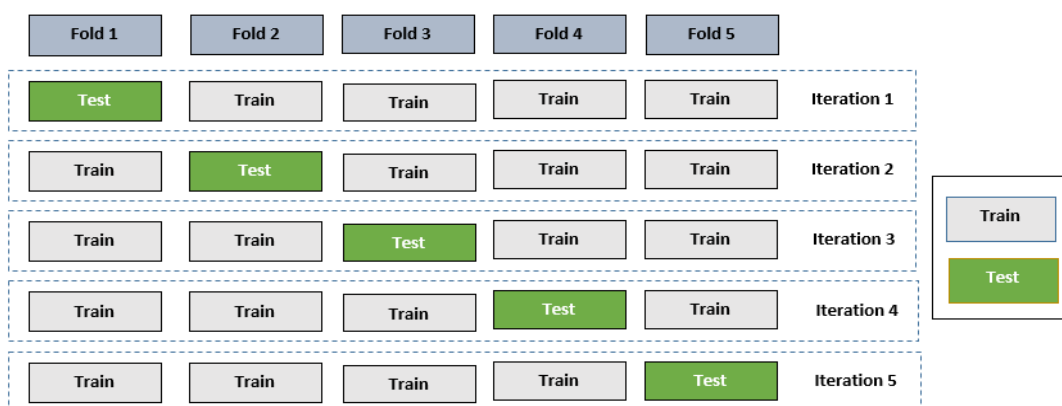 Fold 1 Fold 2 Fold 3 Fold 4 Fold 5
Test Train Train Train Train Iteration 1
Train Test Train Train Train Iteration 2
Train Train Test Train Train Iteration 3
Train Train Train Test Train Iteration 4
Train Train Train Train Test Iteration 5
Train
Test